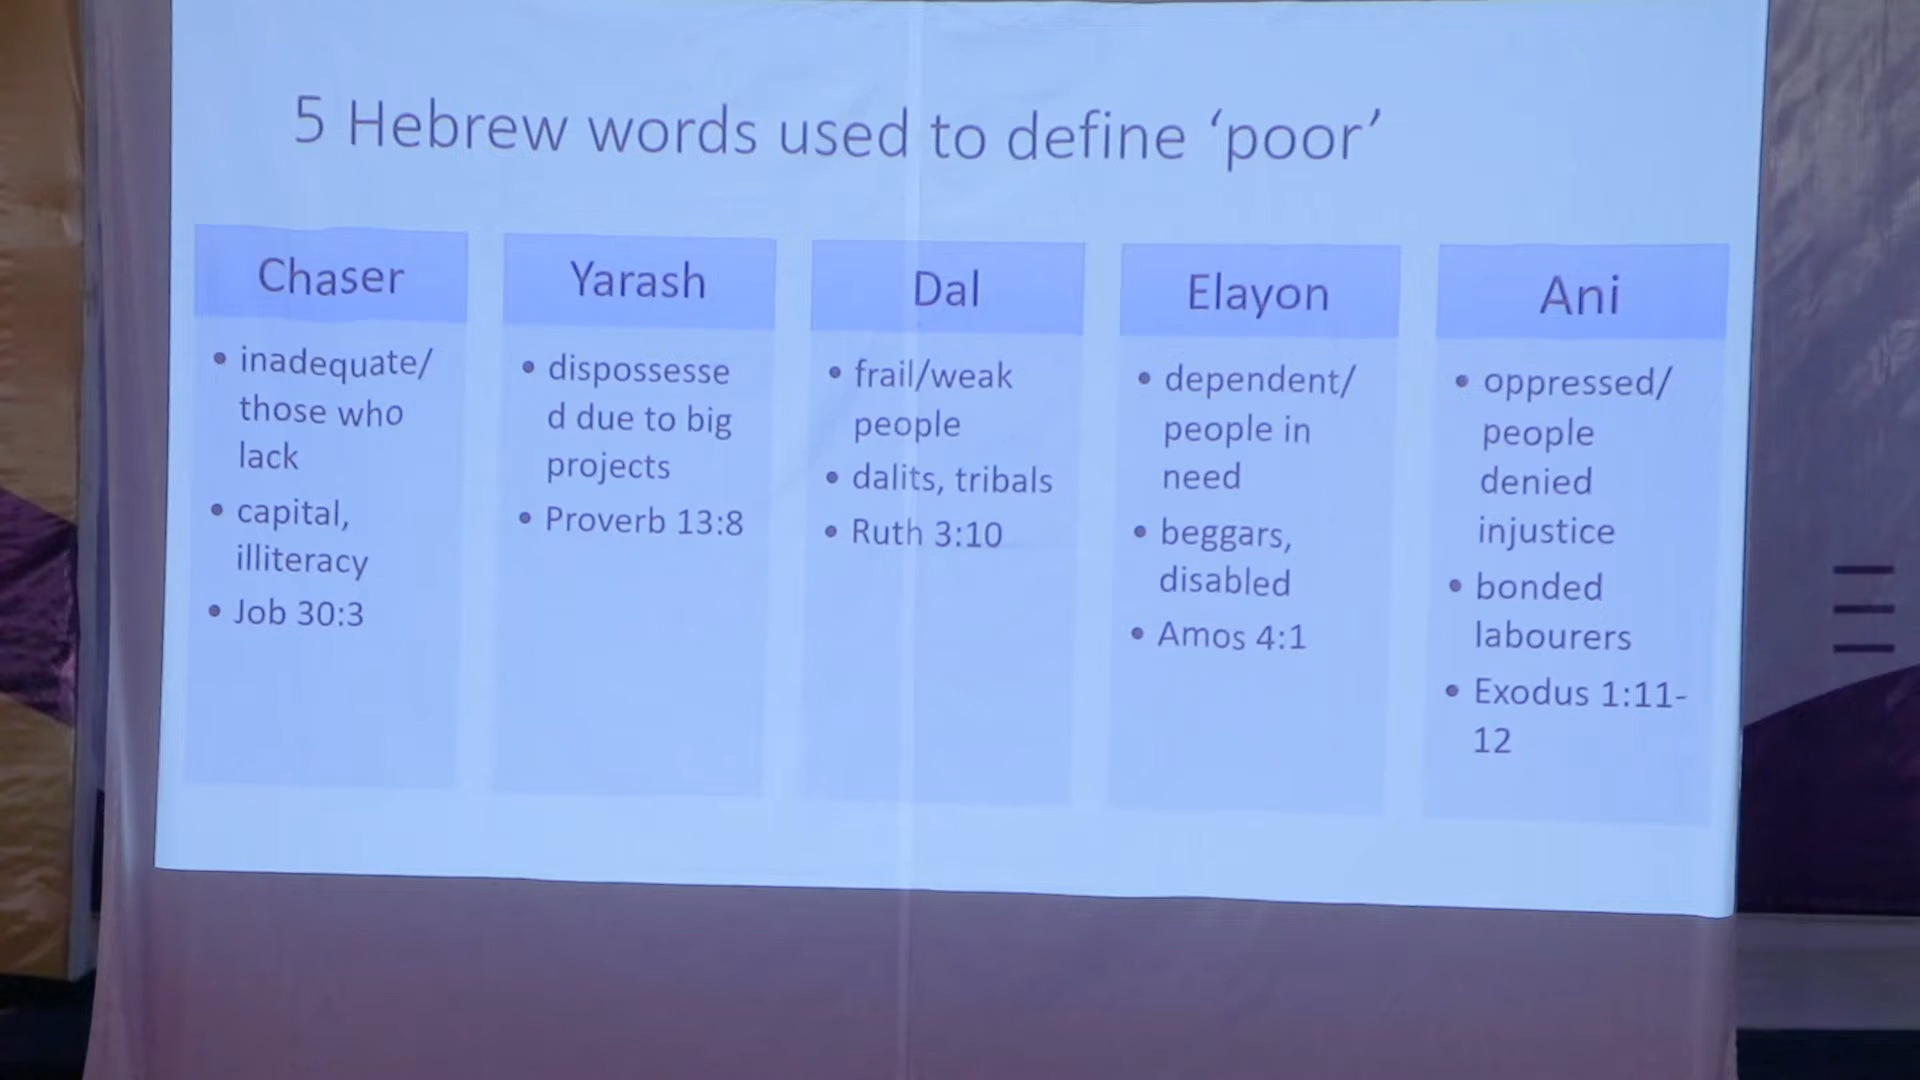 5 Hebrew words used to define ‘poor’
Chaser
• inadequate/
those who
lack
• capital,
illiteracy
• Job 30:3
Yarash
• dispossesse
d due to big
projects
• Proverb 13:8
Dal
• frail/weak
people
• dalits, tribals
• Ruth 3:10
Elayon
• dependent/
people in
need
• beggars,
disabled
• Amos 4:1
Ani
• oppressed/
people
denied
injustice
• bonded
labourers
• Exodus 1:11-
12